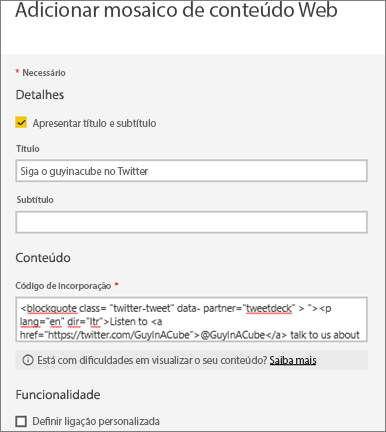 Adicionar mosaico de conteúdo Web
* Necessário
Detalhes
Apresentar título e subtítulo
Título
Siga o guyinacube no Twitter
Subtítulo
Conteúdo
Código de incorporação *
<blockquote class= "twitter-tweet" data- partner="tweetdeck" > "><p
lang="en" dir="ltr">Listen to <a
href="https://twitter.com/GuyInACube">@GuyInACube</a> talk to us about
Está com dificuldades em visualizar o seu conteúdo? Saiba mais
Funcionalidade
Definir ligação personalizada